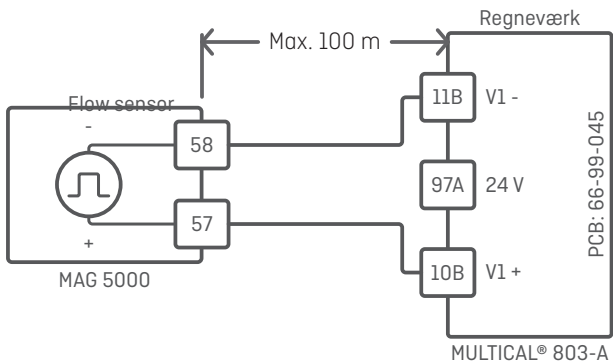 Regneværk
Max. 100 m
Flow sensor
-
58
57
+
MAG 5000
11B V1 -
97A 24 V
10B V1 +
PCB: 66-99-045
MULTICAL® 803-A